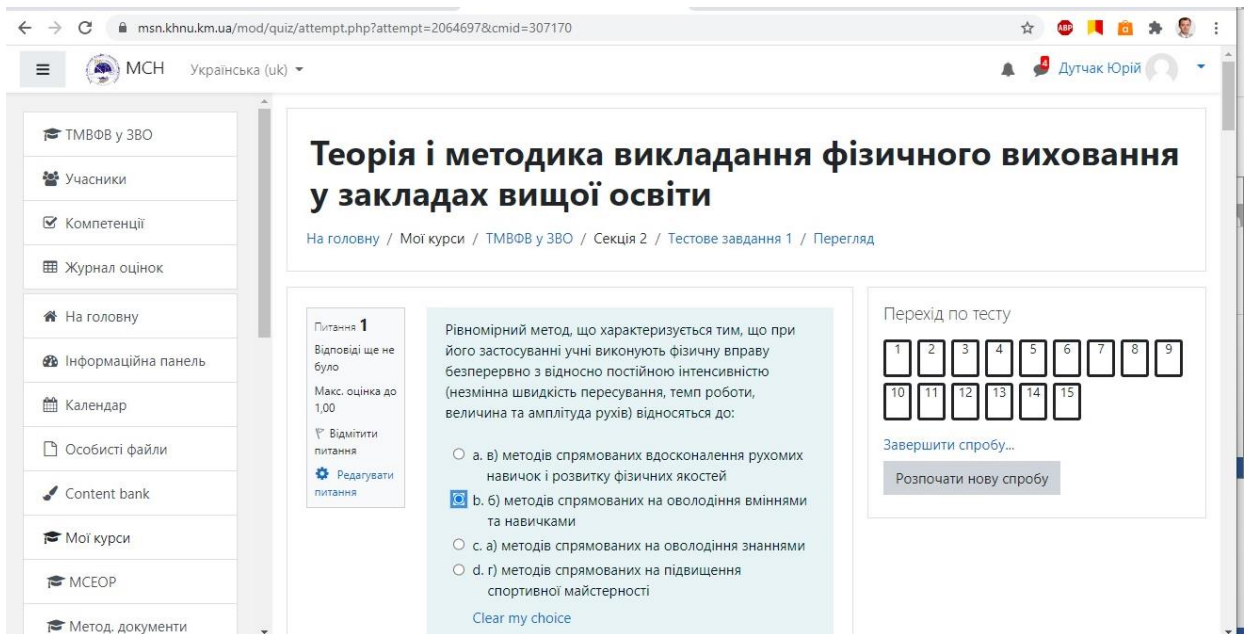 msn.khnu.km.ua/mod/quiz/attempt.php?attempt=2064697&cmid=307170
ABP
a
МСН
Українська (uk)
4
Дутчак Юрій
ТМВФВ у ЗВО
Учасники
Компетенції
Журнал оцінок
На головну
Інформаційна панель
Календар
Особисті файли
Content bank
Мої курси
МСЕОР
Метод. документи
Теорія і методика викладання фізичного виховання
у закладах вищої освіти
На головну / Мої курси / ТМВФВ у ЗВО / Секція 2 / Тестове завдання 1 / Перегляд
Питання 1
Відповіді ще не
було
Макс. оцінка до
1,00
Відмітити
питання
Редагувати
питання
Рівномірний метод, що характеризується тим, що при
його застосуванні учні виконують фізичну вправу
безперервно з відносно постійною інтенсивністю
(незмінна швидкість пересування, темп роботи,
величина та амплітуда рухів) відносяться до:
a. в) методів спрямованих вдосконалення рухомих
навичок і розвитку фізичних якостей
b. б) методів спрямованих на оволодіння вміннями
та навичками
c. а) методів спрямованих на оволодіння знаннями
d. г) методів спрямованих на підвищення
спортивної майстерності
Clear my choice
Перехід по тесту
1 2 3 4 5 6 7 8 9
10 11 12 13 14 15
Завершити спробу...
Розпочати нову спробу